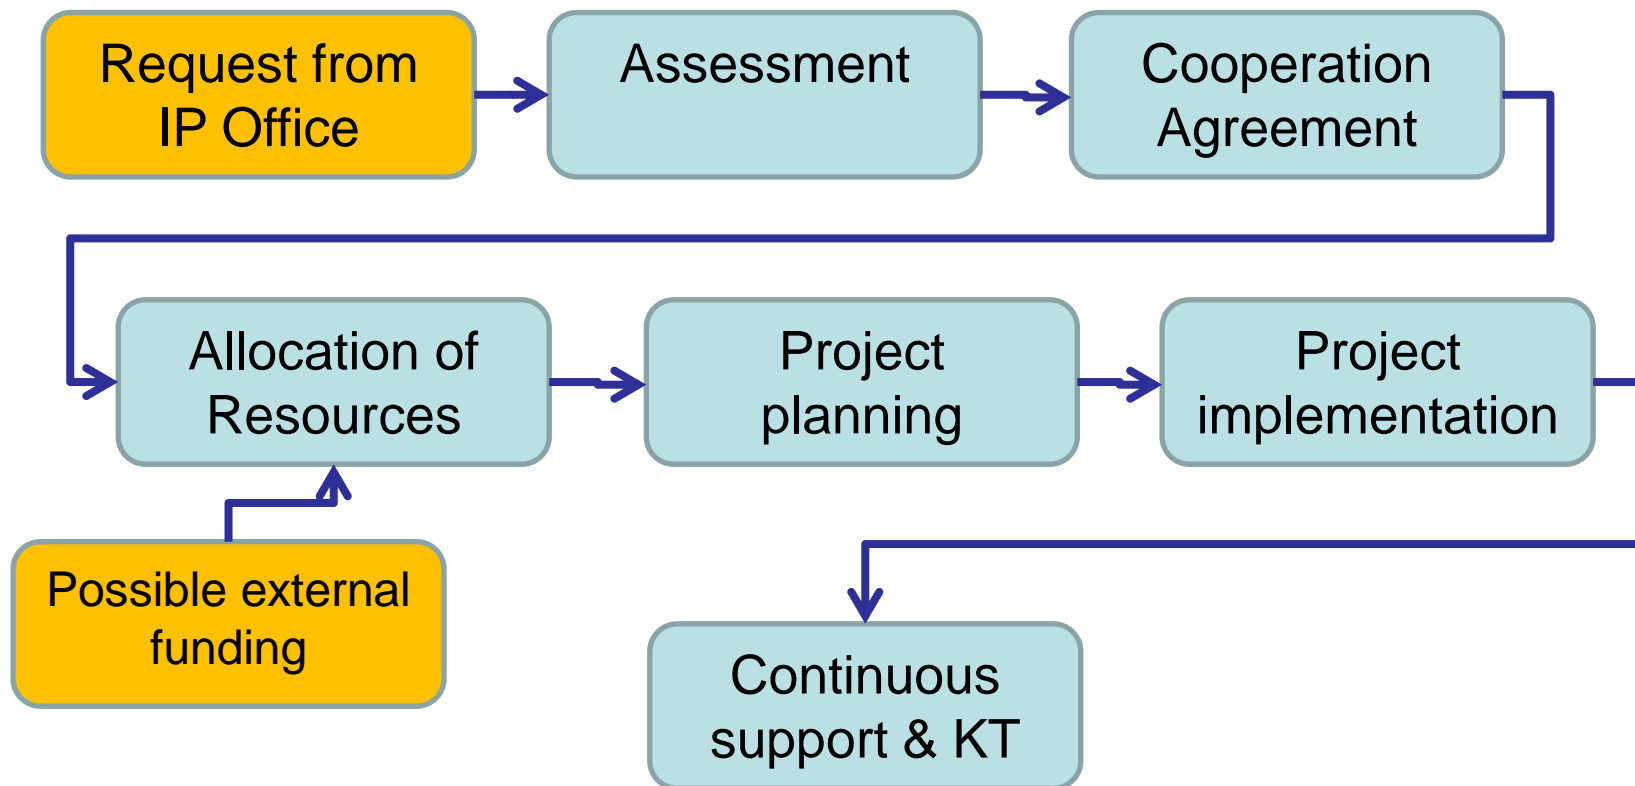 Request from
IP Office
Assessment
Cooperation
Agreement
Allocation of
Resources
Project
planning
Project
implementation
Possible external
funding
Continuous
support & KT